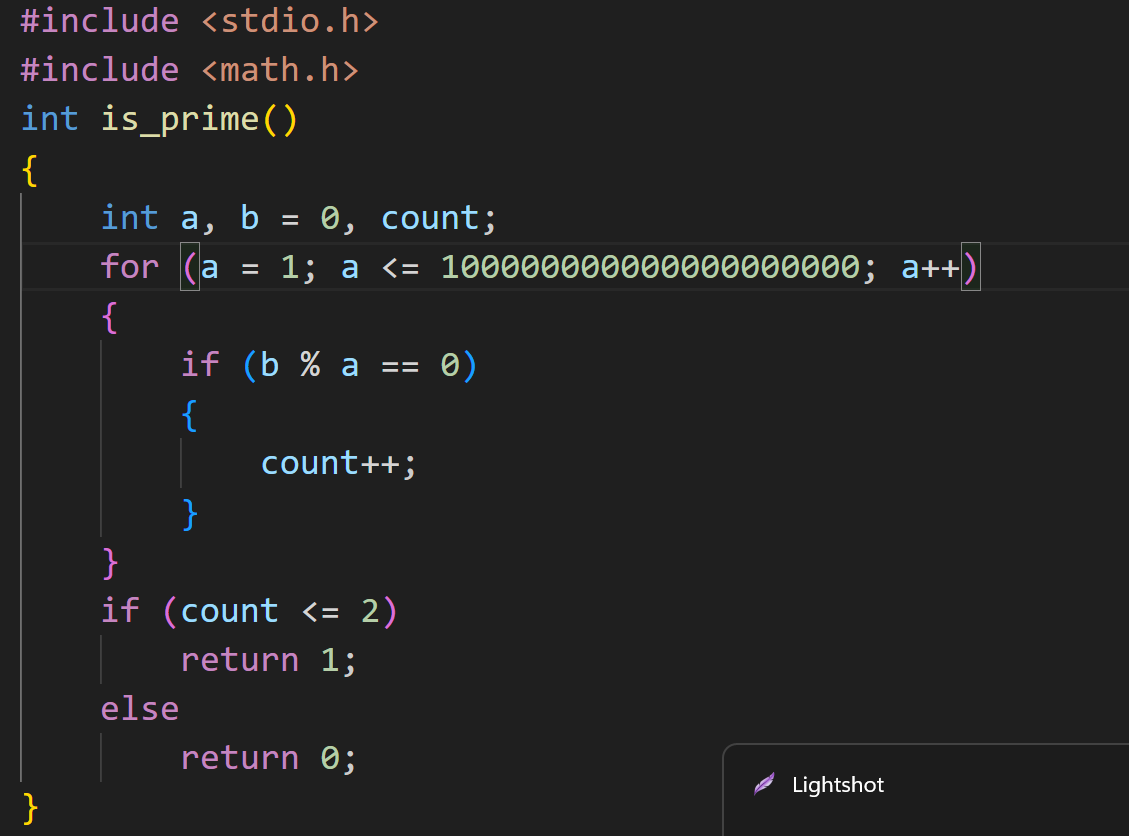 #include <stdio.h>
#include <math.h>
int is_prime()
{
    int a, b = 0, count;
    for (a = 1; a <= 100000000000000000000; a++)
    {
        if (b % a == 0)
        {
            count++;
        }
    }
    if (count <= 2)
        return 1;
    else
        return 0;
}
Lightshot